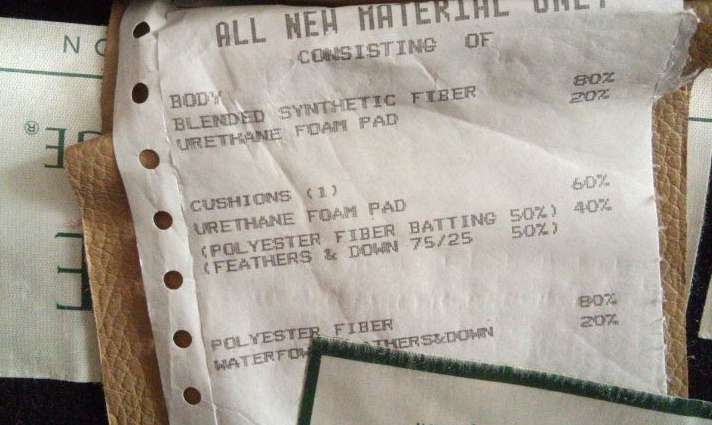 ALL NEW MATERIAL ONLY
CONSISTING OF
BODY
BLENDED SYNTHETIC FIBER 80%
URETHANE FOAM PAD 20%
CUSHIONS (1)
URETHANE FOAM PAD 60%
(POLYESTER FIBER BATTING 50%) 40%
(FEATHERS & DOWN 75/25 50%)
POLYESTER FIBER 80%
20%